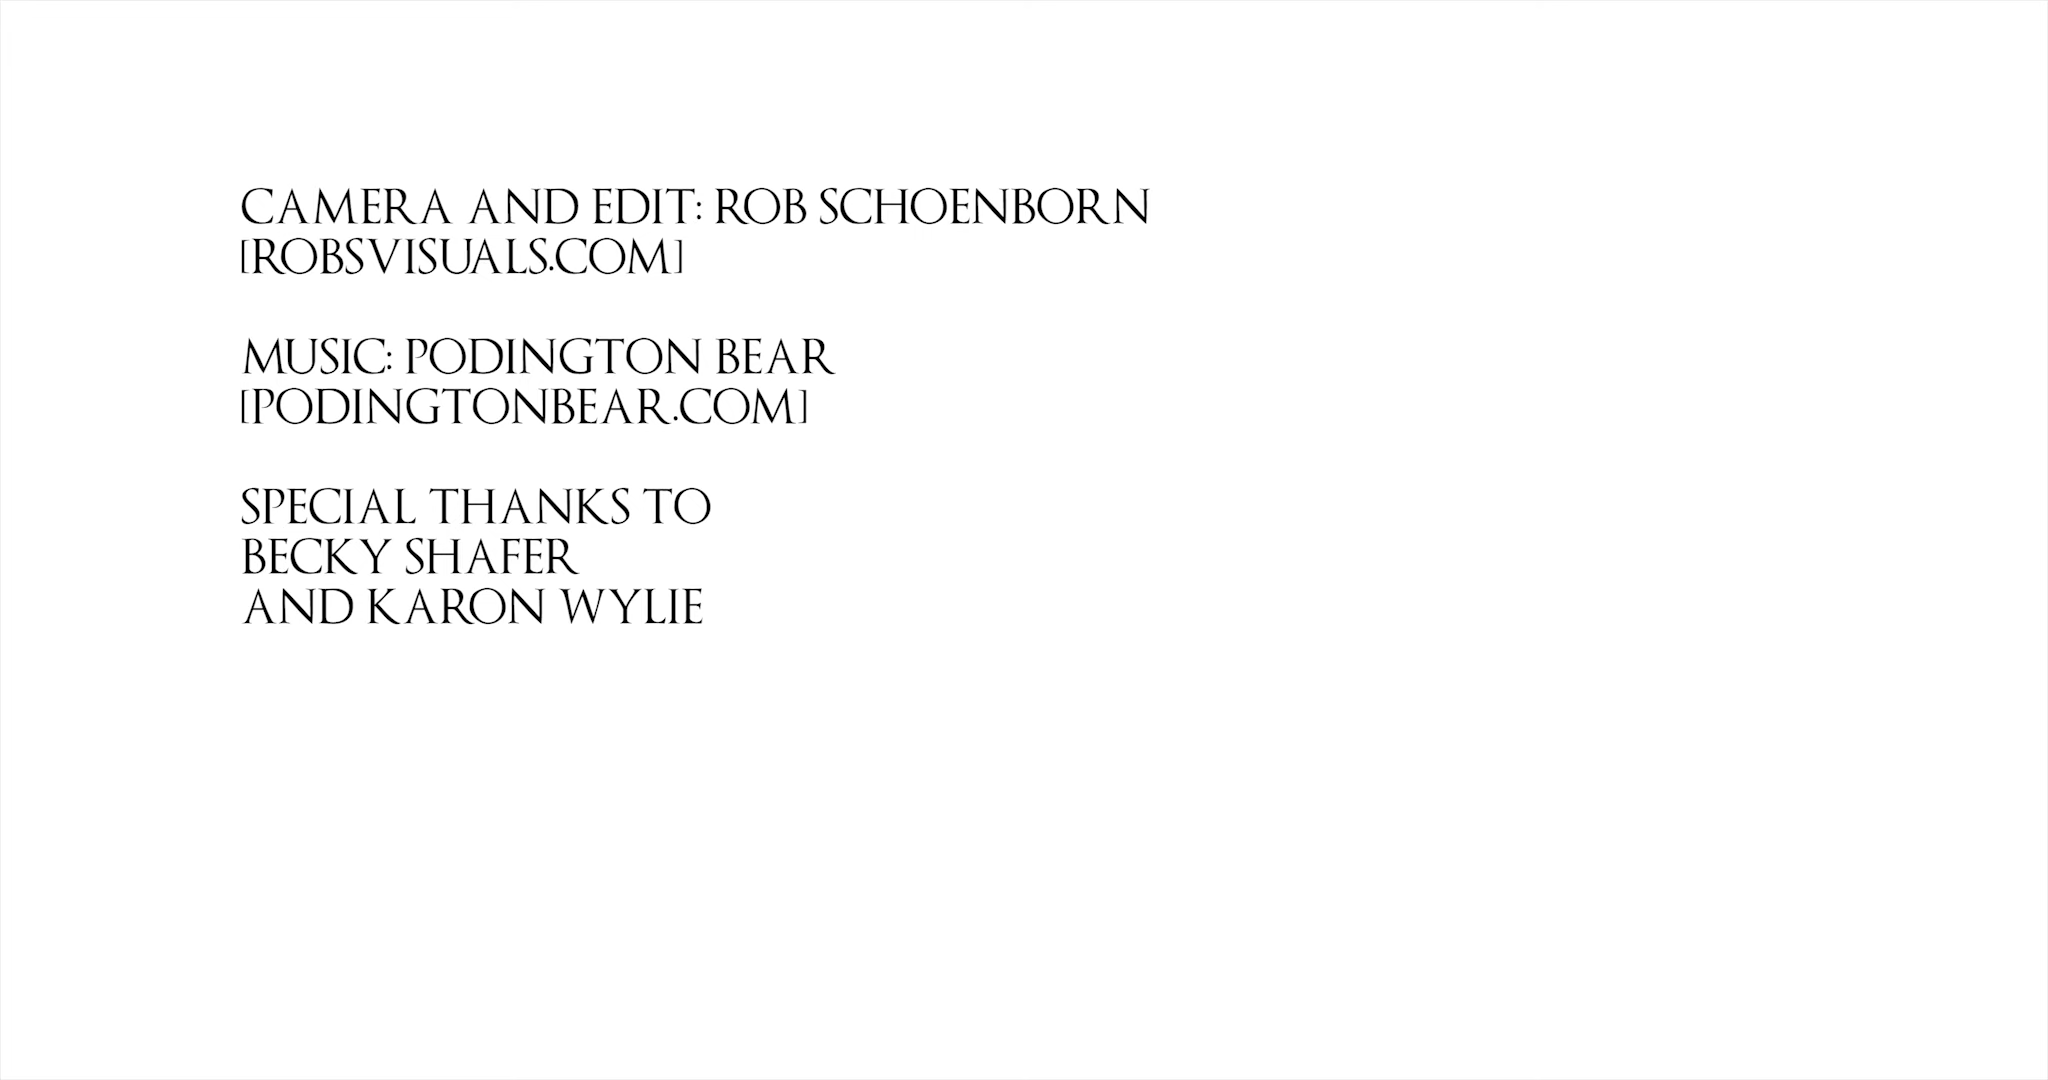 CAMERA AND EDIT: ROB SCHOENBORN
[ROBSVISUALS.COM]
MUSIC: PODINGTON BEAR
[PODINGTONBEAR.COM]
SPECIAL THANKS TO
BECKY SHAFER
AND KARON WYLIE